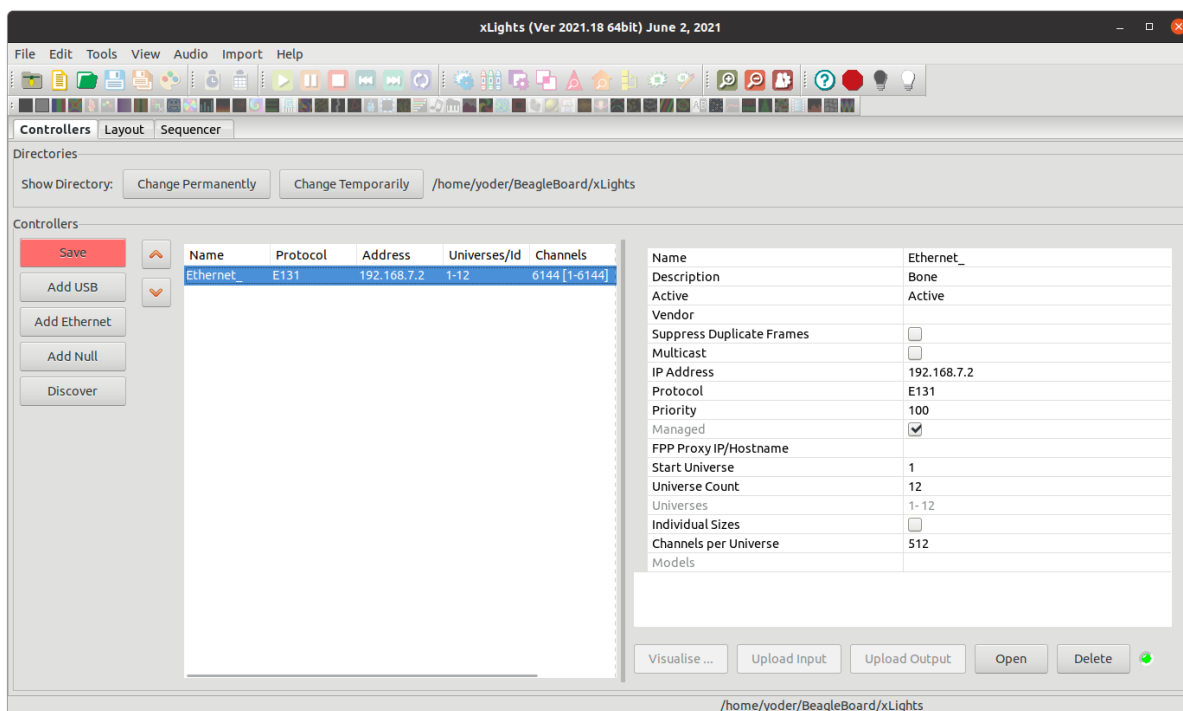 xLights (Ver 2021.18 64bit) June 2, 2021
File Edit Tools View Audio Import Help
Controllers Layout Sequencer
Directories
Show Directory: Change Permanently Change Temporarily /home/yoder/BeagleBoard/xLights
Controllers
Save
Add USB
Add Ethernet
Add Null
Discover
Name Protocol Address Universes/Id Channels
Ethernet_ E131 192.168.7.2 1-12 6144 [1-6144]
Name Ethernet_
Description Bone
Active Active
Vendor
Suppress Duplicate Frames
Multicast
IP Address 192.168.7.2
Protocol E131
Priority 100
Managed
FPP Proxy IP/Hostname
Start Universe 1
Universe Count 12
Universes 1- 12
Individual Sizes
Channels per Universe 512
Models
Visualise ... Upload Input Upload Output Open Delete
/home/yoder/BeagleBoard/xLights